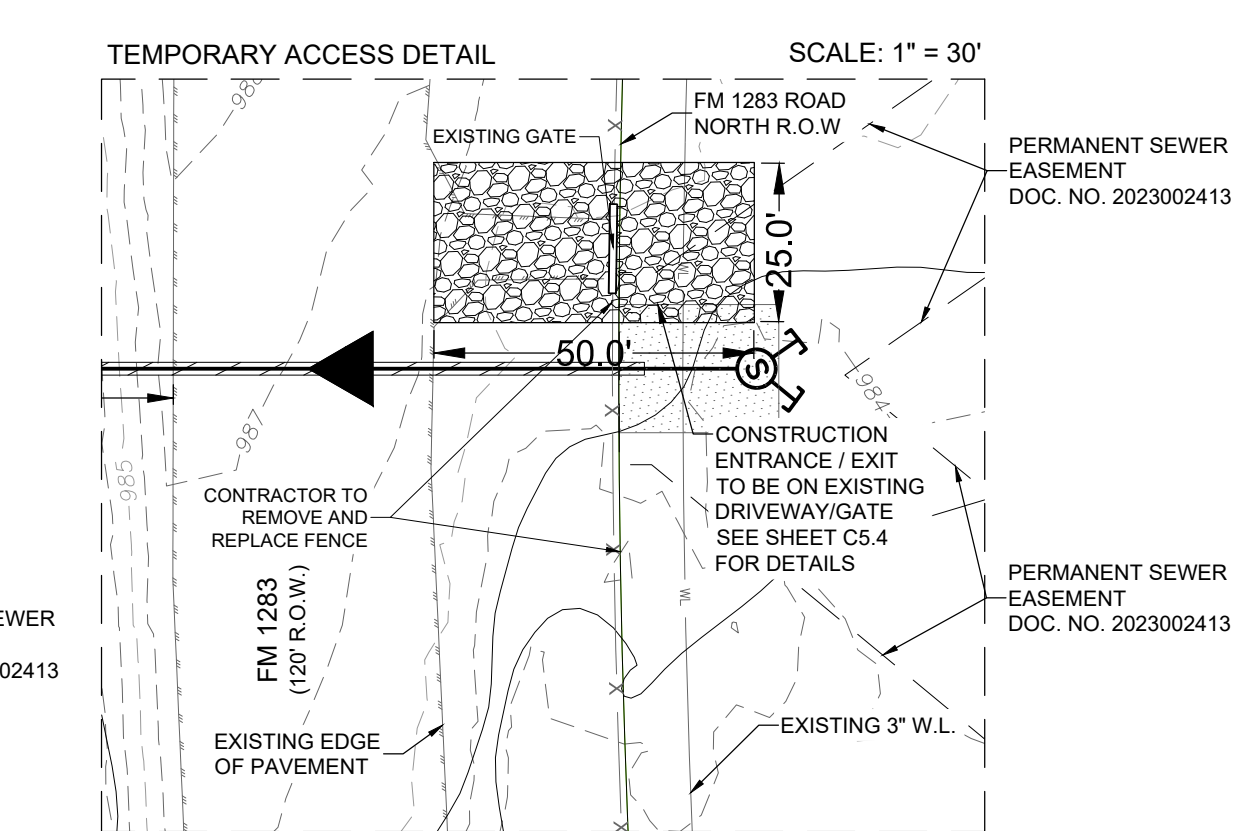 TEMPORARY ACCESS DETAIL
SCALE: 1" = 30'
988
FM 1283 ROAD
NORTH R.O.W
EXISTING GATE
PERMANENT SEWER
EASEMENT
DOC. NO. 2023002413
25.0'
WL
50.0'
S
984
987
985
X
CONSTRUCTION
ENTRANCE / EXIT
TO BE ON EXISTING
DRIVEWAY/GATE
SEE SHEET C5.4
FOR DETAILS
CONTRACTOR TO
REMOVE AND
REPLACE FENCE
X
X
WL
FM 1283
(120' R.O.W.)
PERMANENT SEWER
EASEMENT
DOC. NO. 2023002413
EWER
02413
X
EXISTING EDGE
OF PAVEMENT
EXISTING 3" W.L.
X